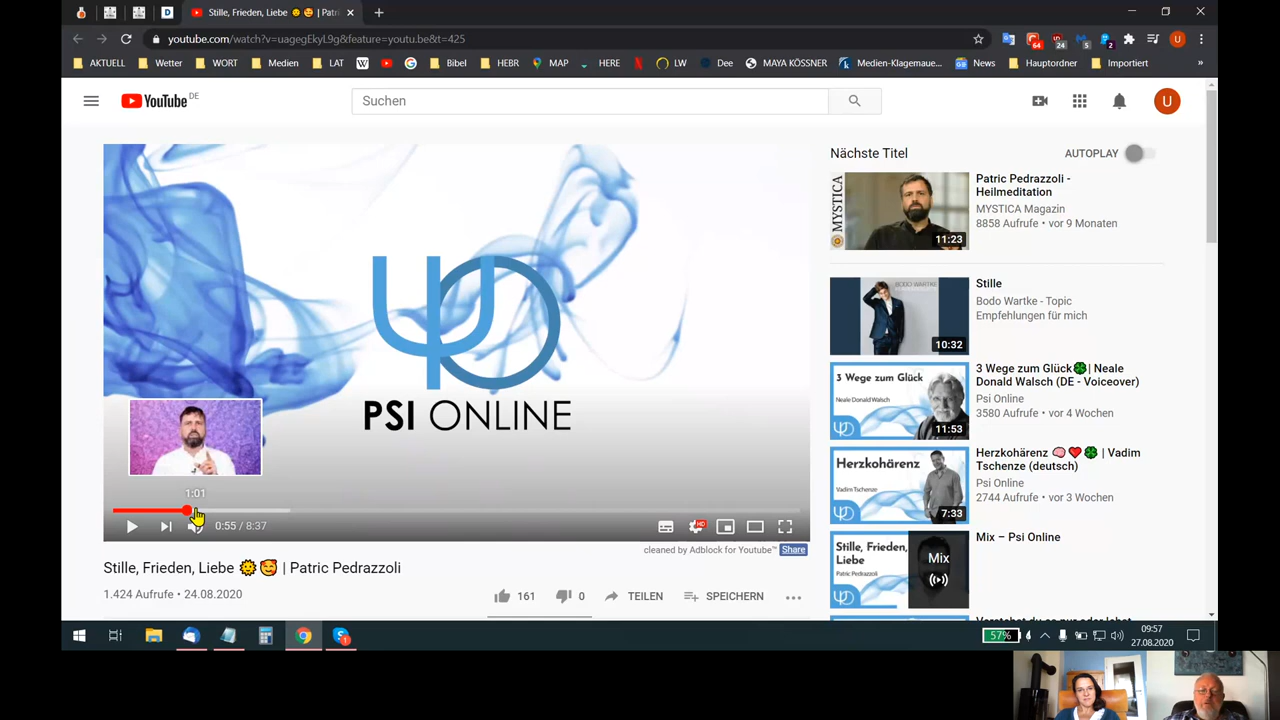 Stille, Frieden, Liebe 🌞 🥰 | Patri
youtube.com/watch?v=uagegEkyL9g&feature=youtu.be&t=425
64
24
5
2
U
AKTUELL
Wetter
WORT
Medien
LAT
Bibel
HEBR
MAP
HERE
LW
Dee
MAYA KÖSSNER
Medien-Klagemaue...
News
Hauptordner
Importiert
»
YouTube DE
Suchen
U
Nächste Titel
AUTOPLAY
PSI ONLINE
1:01
0:55 / 8:37
HD
cleaned by Adblock for Youtube™ Share
Stille, Frieden, Liebe 🌞 🥰 | Patric Pedrazzoli
1.424 Aufrufe • 24.08.2020
161
0
TEILEN
SPEICHERN
MYSTICA
11:23
Patric Pedrazzoli -
Heilmeditation
MYSTICA Magazin
8858 Aufrufe • vor 9 Monaten
BODO WARTKE
10:32
Stille
Bodo Wartke - Topic
Empfehlungen für mich
3 Wege zum Glück
Neale Donald Walsch
11:53
3 Wege zum Glück🍀| Neale
Donald Walsch (DE - Voiceover)
Psi Online
3580 Aufrufe • vor 4 Wochen
Herzkohärenz
Vadim Tschenze
7:33
Herzkohärenz 🧠❤️🍀 | Vadim
Tschenze (deutsch)
Psi Online
2744 Aufrufe • vor 3 Wochen
Stille, Frieden,
Liebe
Patric Pedrazzoli
Mix
Mix – Psi Online
57%
09:57
27.08.2020